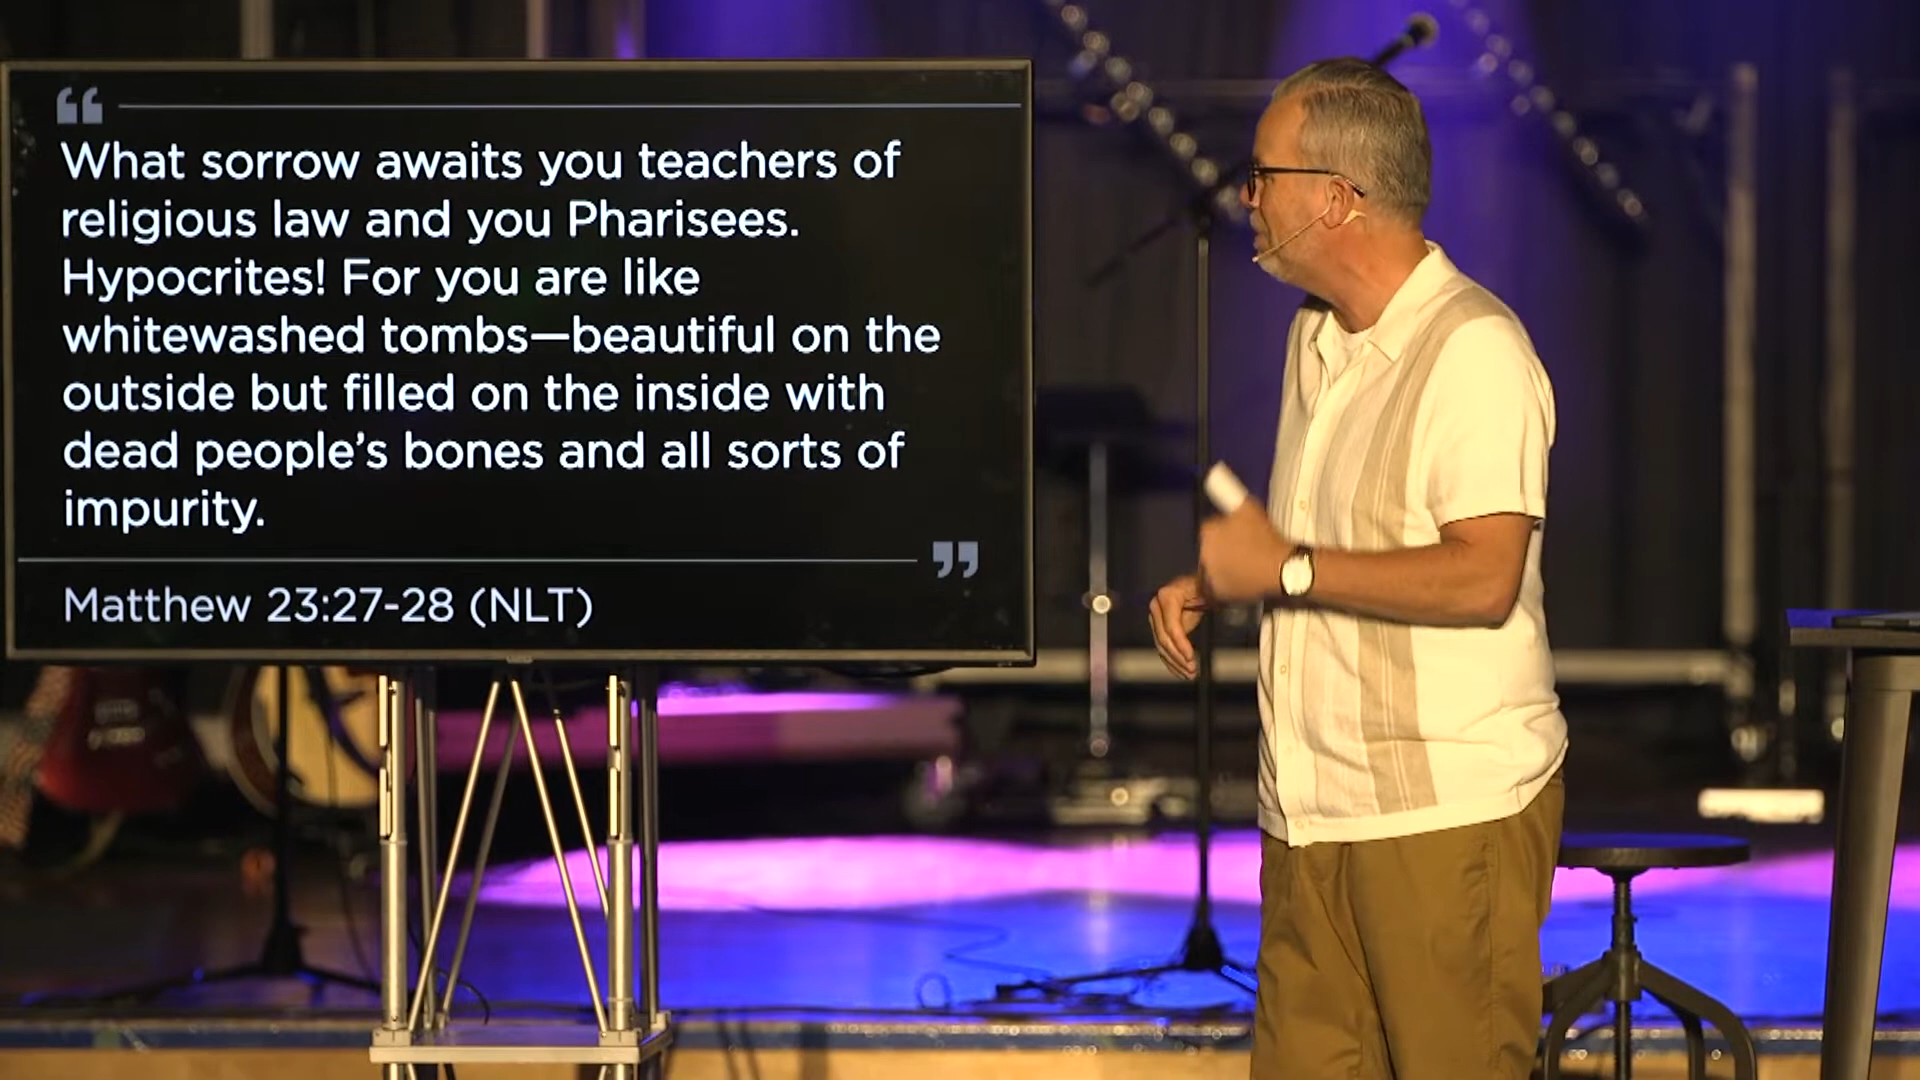 “
What sorrow awaits you teachers of
religious law and you Pharisees.
Hypocrites! For you are like
whitewashed tombs—beautiful on the
outside but filled on the inside with
dead people’s bones and all sorts of
impurity.
”
Matthew 23:27-28 (NLT)